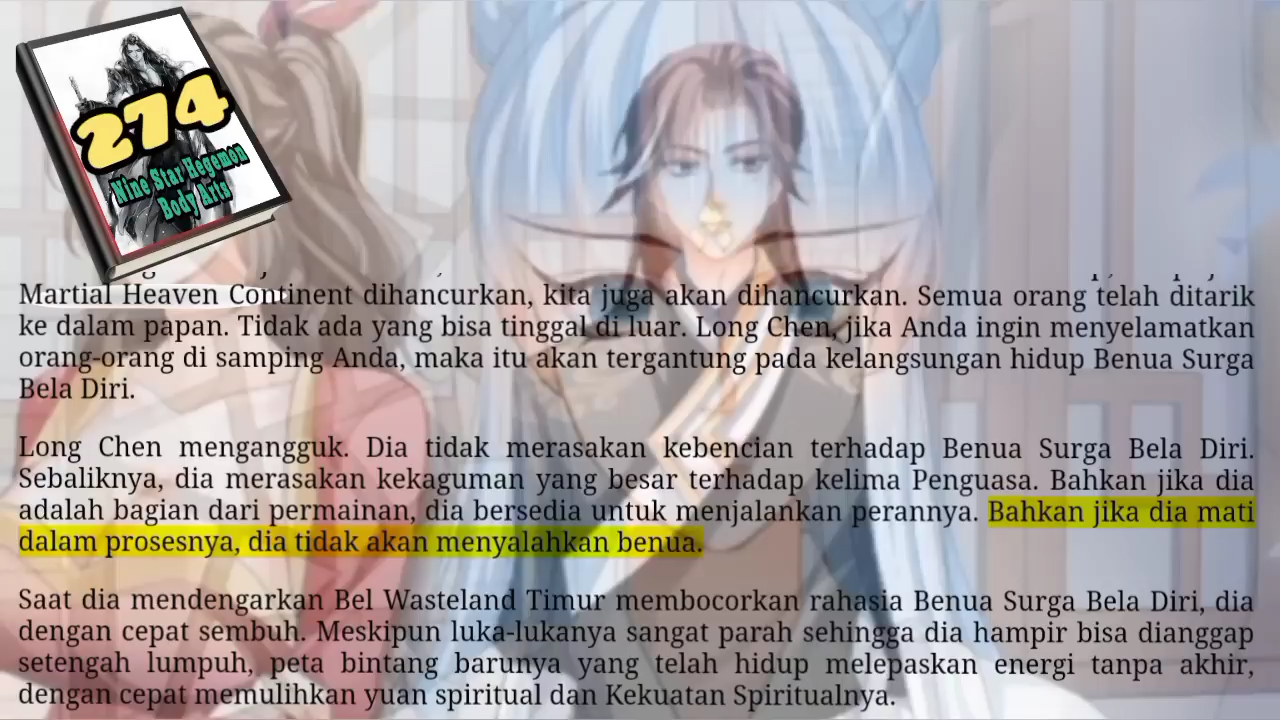 274
Nine Star Hegemon
Body Arts
Martial Heaven Continent dihancurkan, kita juga akan dihancurkan. Semua orang telah ditarik
ke dalam papan. Tidak ada yang bisa tinggal di luar. Long Chen, jika Anda ingin menyelamatkan
orang-orang di samping Anda, maka itu akan tergantung pada kelangsungan hidup Benua Surga
Bela Diri.
Long Chen mengangguk. Dia tidak merasakan kebencian terhadap Benua Surga Bela Diri.
Sebaliknya, dia merasakan kekaguman yang besar terhadap kelima Penguasa. Bahkan jika dia
adalah bagian dari permainan, dia bersedia untuk menjalankan perannya. Bahkan jika dia mati
dalam prosesnya, dia tidak akan menyalahkan benua.
Saat dia mendengarkan Bel Wasteland Timur membocorkan rahasia Benua Surga Bela Diri, dia
dengan cepat sembuh. Meskipun luka-lukanya sangat parah sehingga dia hampir bisa dianggap
setengah lumpuh, peta bintang barunya yang telah hidup melepaskan energi tanpa akhir,
dengan cepat memulihkan yuan spiritual dan Kekuatan Spiritualnya.